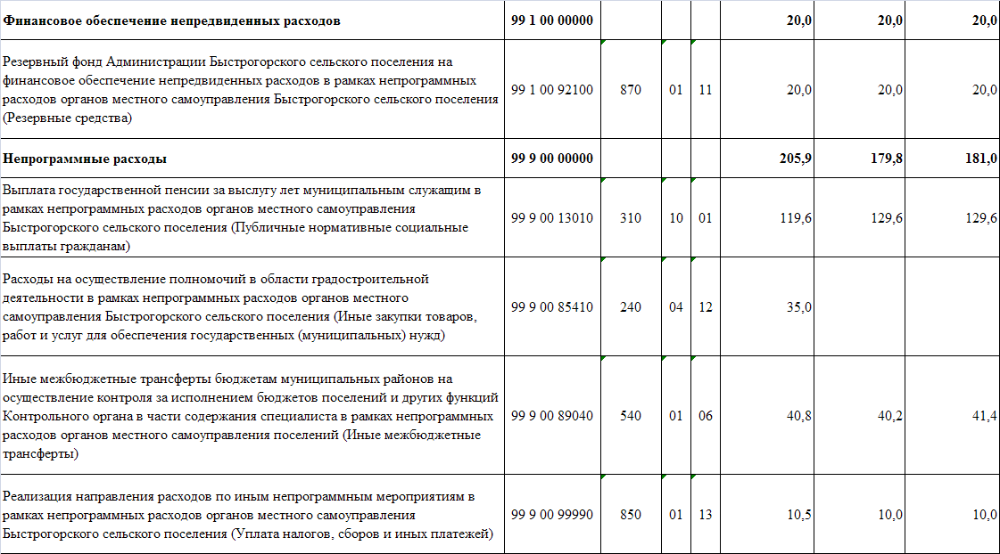 Финансовое обеспечение непредвиденных расходов 99 1 00 00000 20,0 20,0 20,0
Резервный фонд Администрации Быстрогорского сельского поселения на
финансовое обеспечение непредвиденных расходов в рамках непрограммных
расходов органов местного самоуправления Быстрогорского сельского поселения
(Резервные средства)
99 1 00 92100 870 01 11 20,0 20,0 20,0
Непрограммные расходы 99 9 00 00000 205,9 179,8 181,0
Выплата государственной пенсии за выслугу лет муниципальным служащим в
рамках непрограммных расходов органов местного самоуправления
Быстрогорского сельского поселения (Публичные нормативные социальные
выплаты гражданам)
99 9 00 13010 310 10 01 119,6 129,6 129,6
Расходы на осуществление полномочий в области градостроительной
деятельности в рамках непрограммных расходов органов местного
самоуправления Быстрогорского сельского поселения (Иные закупки товаров,
работ и услуг для обеспечения государственных (муниципальных) нужд)
99 9 00 85410 240 04 12 35,0
Иные межбюджетные трансферты бюджетам муниципальных районов на
осуществление контроля за исполнением бюджетов поселений и других функций
Контрольного органа в части содержания специалиста в рамках непрограммных
расходов органов местного самоуправления поселений (Иные межбюджетные
трансферты)
99 9 00 89040 540 01 06 40,8 40,2 41,4
Реализация направления расходов по иным непрограммным мероприятиям в
рамках непрограммных расходов органов местного самоуправления
Быстрогорского сельского поселения (Уплата налогов, сборов и иных платежей)
99 9 00 99990 850 01 13 10,5 10,0 10,0